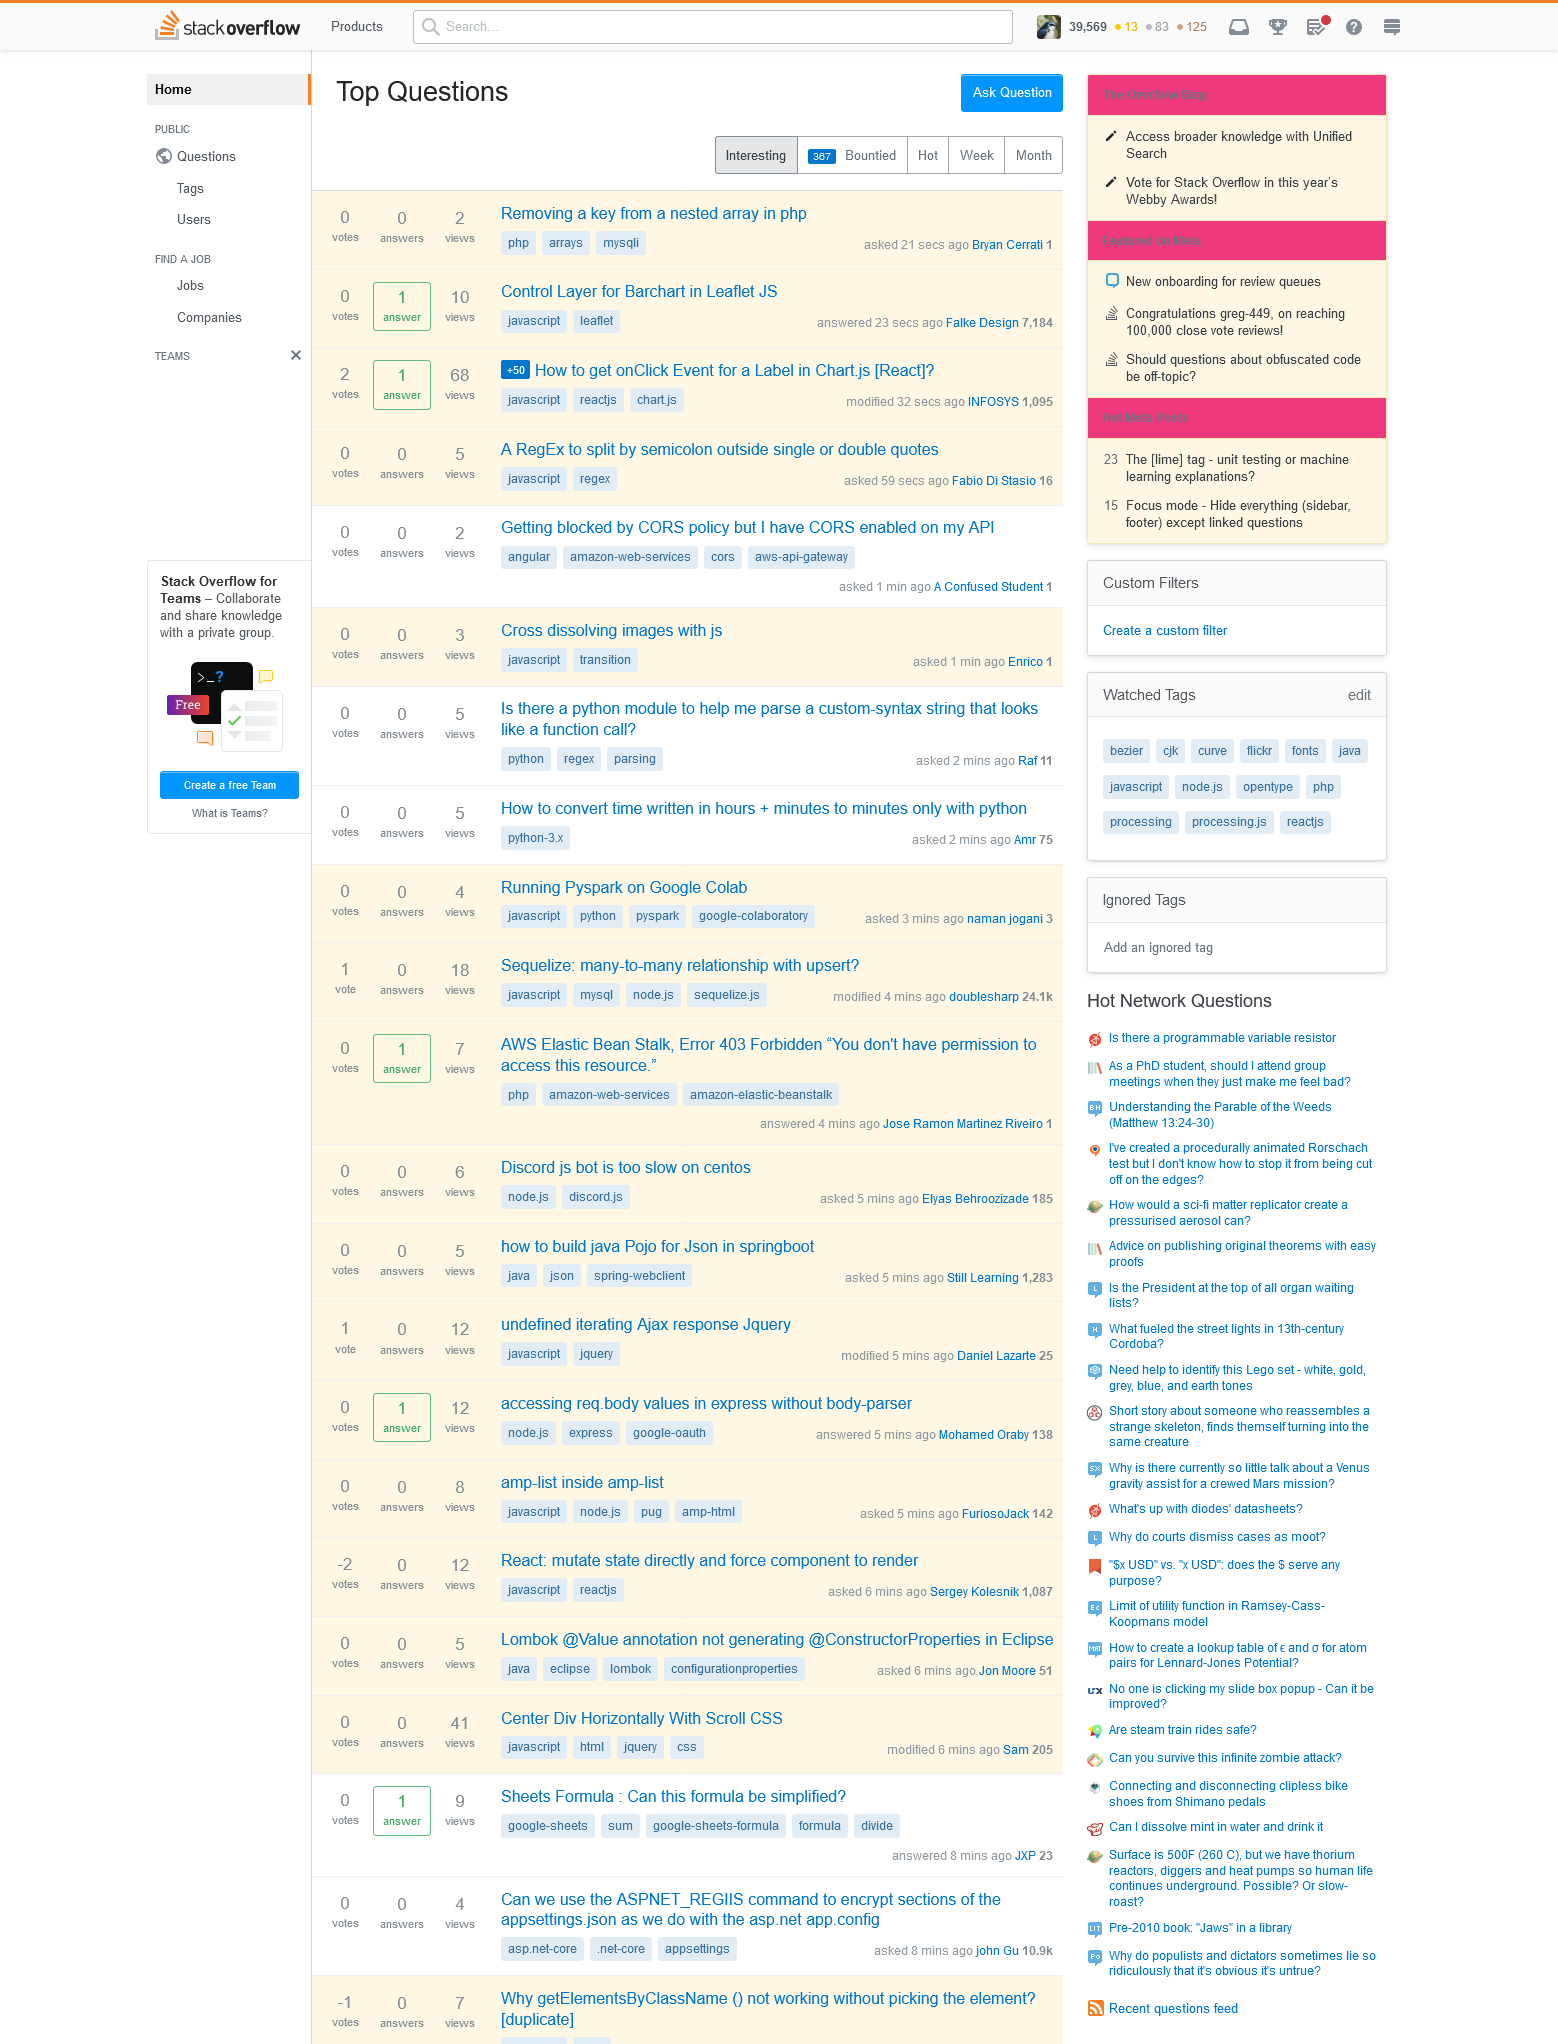 stack overflow
Products
Search...
39,569 13 83 125
Home
PUBLIC
Questions
Tags
Users
FIND A JOB
Jobs
Companies
TEAMS
Stack Overflow for
Teams – Collaborate
and share knowledge
with a private group.
>_?
Free
Create a free Team
What is Teams?
Top Questions
Ask Question
Interesting
367 Bountied
Hot
Week
Month
0 votes 0 answers 2 views
Removing a key from a nested array in php
php arrays mysqli
asked 21 secs ago Bryan Cerrati 1
0 votes 1 answer 10 views
Control Layer for Barchart in Leaflet JS
javascript leaflet
answered 23 secs ago Falke Design 7,184
2 votes 1 answer 68 views
+50 How to get onClick Event for a Label in Chart.js [React]?
javascript reactjs chart.js
modified 32 secs ago INFOSYS 1,095
0 votes 0 answers 5 views
A RegEx to split by semicolon outside single or double quotes
javascript regex
asked 59 secs ago Fabio Di Stasio 16
0 votes 0 answers 2 views
Getting blocked by CORS policy but I have CORS enabled on my API
angular amazon-web-services cors aws-api-gateway
asked 1 min ago A Confused Student 1
0 votes 0 answers 3 views
Cross dissolving images with js
javascript transition
asked 1 min ago Enrico 1
0 votes 0 answers 5 views
Is there a python module to help me parse a custom-syntax string that looks
like a function call?
python regex parsing
asked 2 mins ago Raf 11
0 votes 0 answers 5 views
How to convert time written in hours + minutes to minutes only with python
python-3.x
asked 2 mins ago Amr 75
0 votes 0 answers 4 views
Running Pyspark on Google Colab
javascript python pyspark google-colaboratory
asked 3 mins ago naman jogani 3
1 vote 0 answers 18 views
Sequelize: many-to-many relationship with upsert?
javascript mysql node.js sequelize.js
modified 4 mins ago doublesharp 24.1k
0 votes 1 answer 7 views
AWS Elastic Bean Stalk, Error 403 Forbidden “You don't have permission to
access this resource.”
php amazon-web-services amazon-elastic-beanstalk
answered 4 mins ago Jose Ramon Martinez Riveiro 1
0 votes 0 answers 6 views
Discord js bot is too slow on centos
node.js discord.js
asked 5 mins ago Elyas Behroozizade 185
0 votes 0 answers 5 views
how to build java Pojo for Json in springboot
java json spring-webclient
asked 5 mins ago Still Learning 1,283
1 vote 0 answers 12 views
undefined iterating Ajax response Jquery
javascript jquery
modified 5 mins ago Daniel Lazarte 25
0 votes 1 answer 12 views
accessing req.body values in express without body-parser
node.js express google-oauth
answered 5 mins ago Mohamed Oraby 138
0 votes 0 answers 8 views
amp-list inside amp-list
javascript node.js pug amp-html
asked 5 mins ago FuriosoJack 142
-2 votes 0 answers 12 views
React: mutate state directly and force component to render
javascript reactjs
asked 6 mins ago Sergey Kolesnik 1,087
0 votes 0 answers 5 views
Lombok @Value annotation not generating @ConstructorProperties in Eclipse
java eclipse lombok configurationproperties
asked 6 mins ago Jon Moore 51
0 votes 0 answers 41 views
Center Div Horizontally With Scroll CSS
javascript html jquery css
modified 6 mins ago Sam 205
0 votes 1 answer 9 views
Sheets Formula : Can this formula be simplified?
google-sheets sum google-sheets-formula formula divide
answered 8 mins ago JXP 23
0 votes 0 answers 4 views
Can we use the ASPNET_REGIIS command to encrypt sections of the
appsettings.json as we do with the asp.net app.config
asp.net-core .net-core appsettings
asked 8 mins ago john Gu 10.9k
-1 votes 0 answers 7 views
Why getElementsByClassName () not working without picking the element?
[duplicate]
The Overflow Blog
Access broader knowledge with Unified
Search
Vote for Stack Overflow in this year’s
Webby Awards!
Featured on Meta
New onboarding for review queues
Congratulations greg-449, on reaching
100,000 close vote reviews!
Should questions about obfuscated code
be off-topic?
Hot Meta Posts
23 The [lime] tag - unit testing or machine
learning explanations?
15 Focus mode - Hide everything (sidebar,
footer) except linked questions
Custom Filters
Create a custom filter
Watched Tags edit
bezier cjk curve flickr fonts java
javascript node.js opentype php
processing processing.js reactjs
Ignored Tags
Add an ignored tag
Hot Network Questions
Is there a programmable variable resistor
As a PhD student, should I attend group
meetings when they just make me feel bad?
Understanding the Parable of the Weeds
(Matthew 13:24-30)
I've created a procedurally animated Rorschach
test but I don't know how to stop it from being cut
off on the edges?
How would a sci-fi matter replicator create a
pressurised aerosol can?
Advice on publishing original theorems with easy
proofs
Is the President at the top of all organ waiting
lists?
What fueled the street lights in 13th-century
Cordoba?
Need help to identify this Lego set - white, gold,
grey, blue, and earth tones
Short story about someone who reassembles a
strange skeleton, finds themself turning into the
same creature
Why is there currently so little talk about a Venus
gravity assist for a crewed Mars mission?
What's up with diodes' datasheets?
Why do courts dismiss cases as moot?
"$x USD" vs. "x USD": does the $ serve any
purpose?
Limit of utility function in Ramsey-Cass-
Koopmans model
How to create a lookup table of ϵ and σ for atom
pairs for Lennard-Jones Potential?
No one is clicking my slide box popup - Can it be
improved?
Are steam train rides safe?
Can you survive this infinite zombie attack?
Connecting and disconnecting clipless bike
shoes from Shimano pedals
Can I dissolve mint in water and drink it
Surface is 500F (260 C), but we have thorium
reactors, diggers and heat pumps so human life
continues underground. Possible? Or slow-
roast?
Pre-2010 book: "Jaws" in a library
Why do populists and dictators sometimes lie so
ridiculously that it's obvious it's untrue?
Recent questions feed